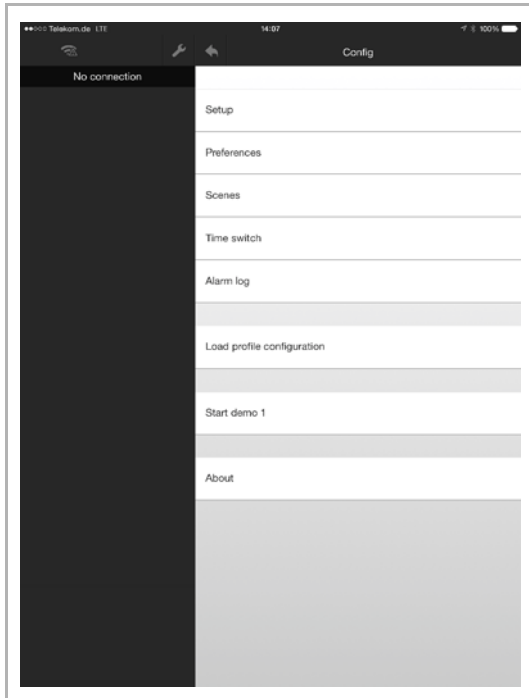 Telekom.de LTE 14:07 100%
Config
No connection
Setup
Preferences
Scenes
Time switch
Alarm log
Load profile configuration
Start demo 1
About